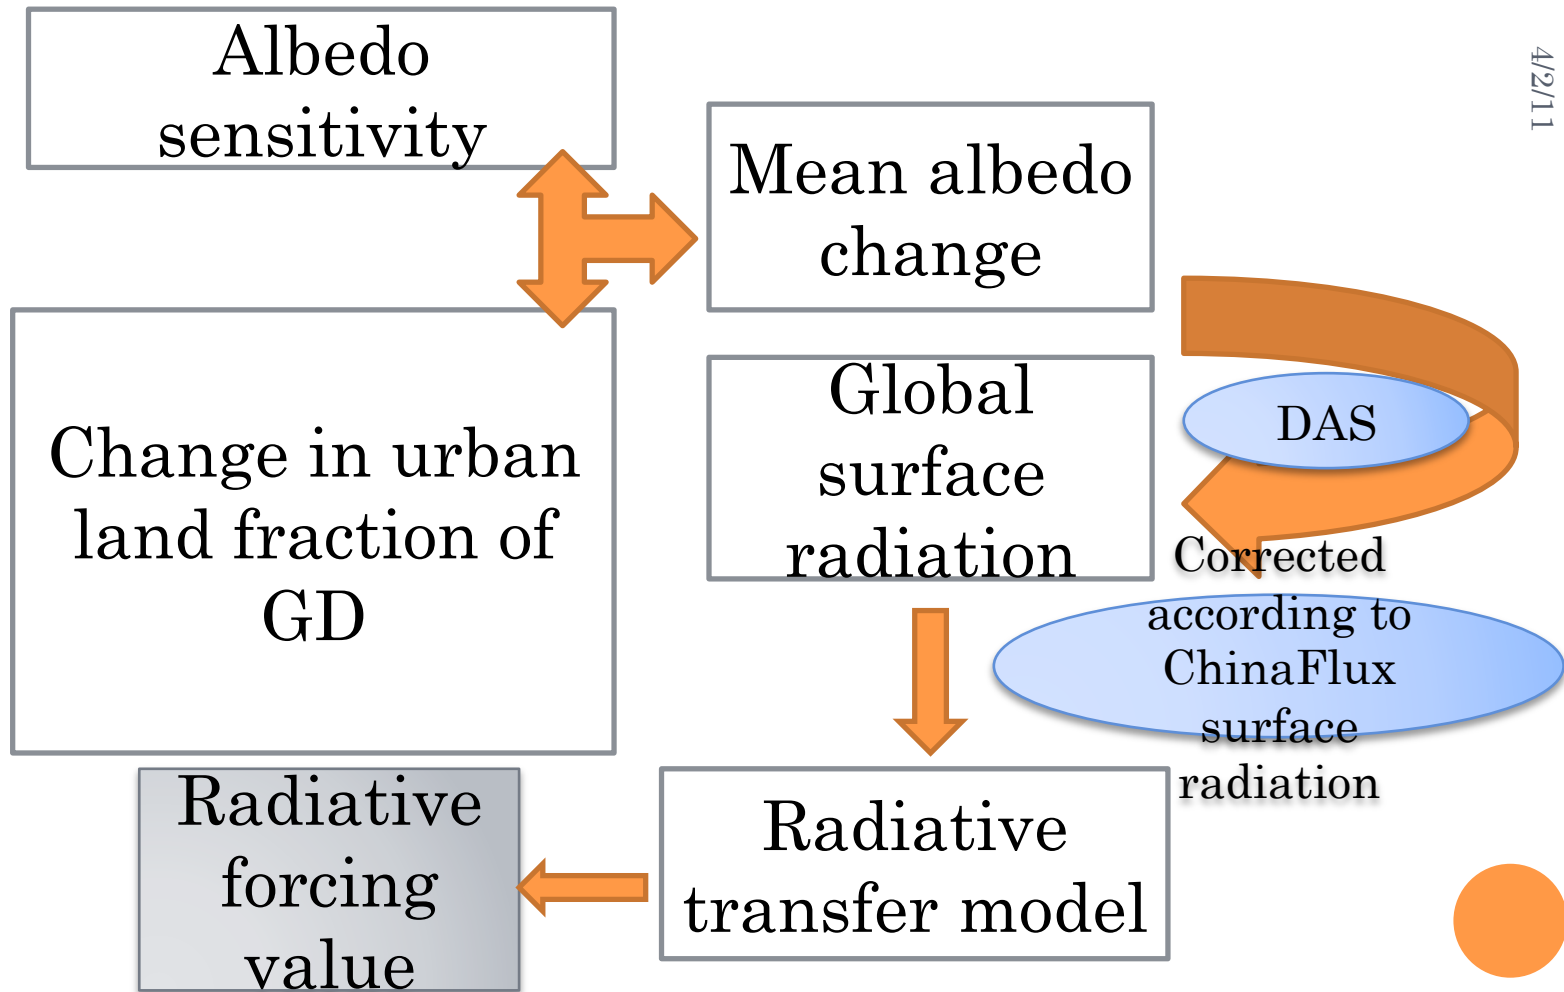 Albedo
sensitivity
Mean albedo
change
4/2/11
Change in urban
land fraction of
GD
Global
surface
radiation
DAS
Corrected
according to
ChinaFlux
surface
radiation
Radiative
transfer model
Radiative
forcing
value